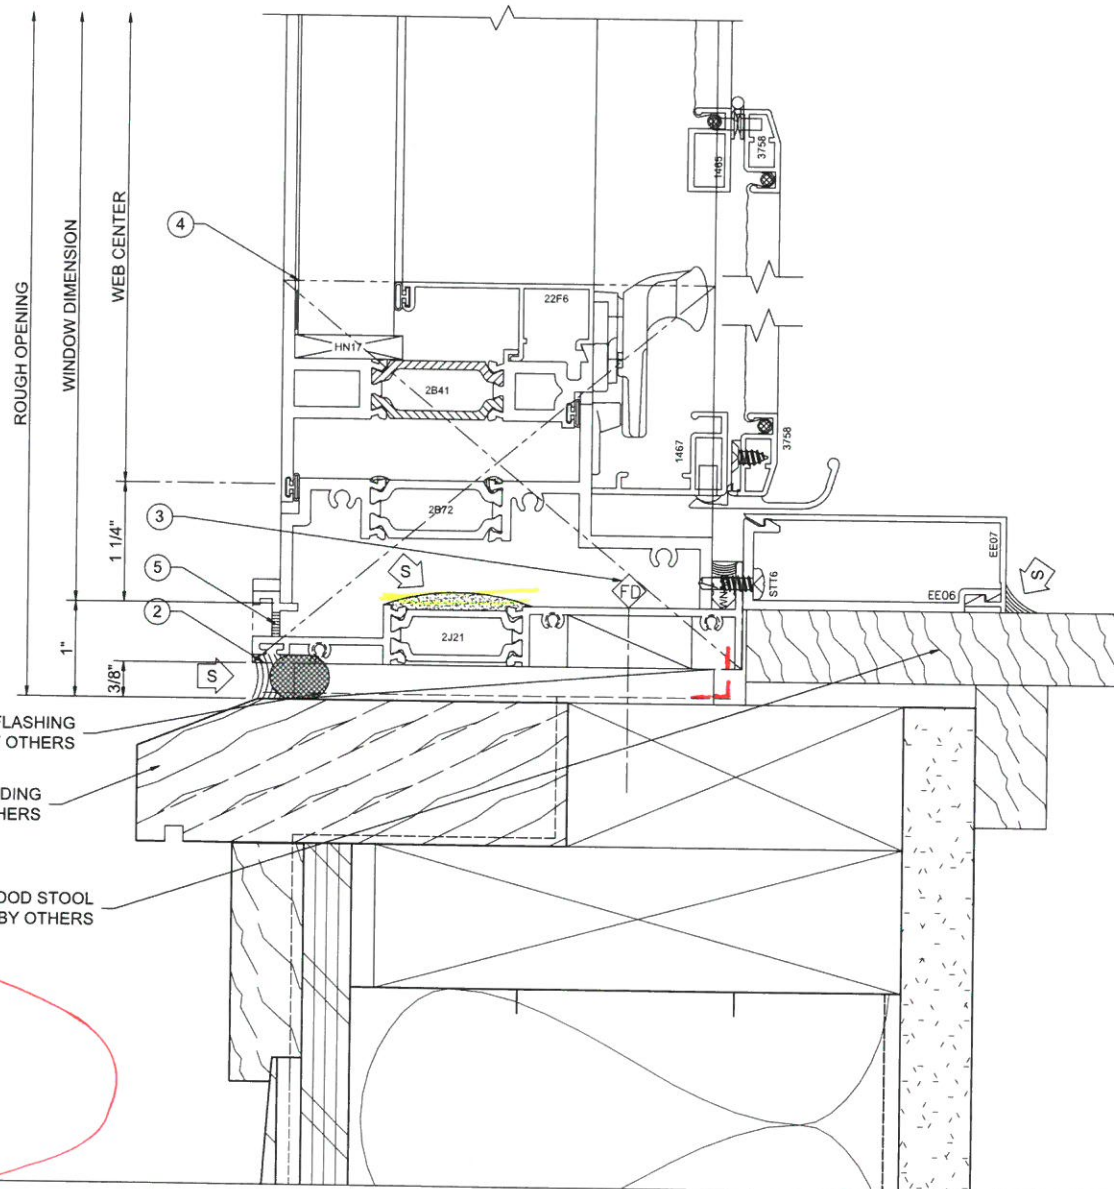 ROUGH OPENING
WINDOW DIMENSION
WEB CENTER
4
3
5
2
1 1/4"
1"
3/8"
HN17
2B41
22F6
2B72
2J21
1465
3758
1467
3758
S
FD
STT6
EE07
EE06
S
S
FLASHING
OTHERS
DING
HERS
OOD STOOL
BY OTHERS